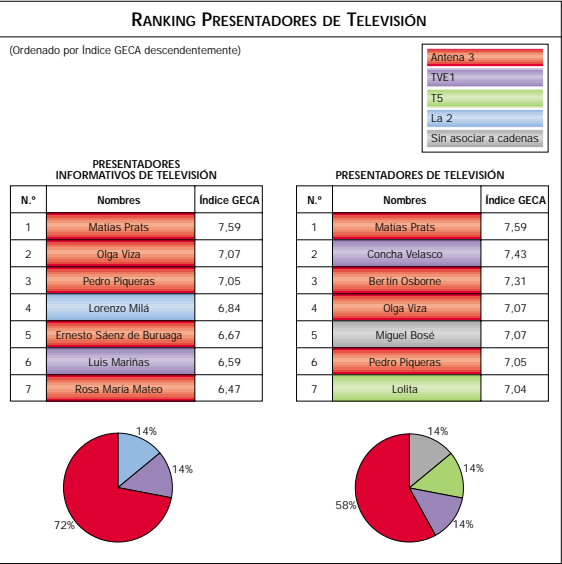 RANKING PRESENTADORES DE TELEVISIÓN
(Ordenado por Índice GECA descendentemente)
Antena 3
TVE1
T5
La 2
Sin asociar a cadenas
PRESENTADORES
INFORMATIVOS DE TELEVISIÓN
N.º Nombres Índice GECA
1 Matías Prats 7,59
2 Olga Viza 7,07
3 Pedro Piqueras 7,05
4 Lorenzo Milá 6,84
5 Ernesto Sáenz de Buruaga 6,67
6 Luis Mariñas 6,59
7 Rosa María Mateo 6,47
14%
14%
72%
PRESENTADORES DE TELEVISIÓN
N.º Nombres Índice GECA
1 Matías Prats 7,59
2 Concha Velasco 7,43
3 Bertín Osborne 7,31
4 Olga Viza 7,07
5 Miguel Bosé 7,07
6 Pedro Piqueras 7,05
7 Lolita 7,04
14%
14%
58%
14%